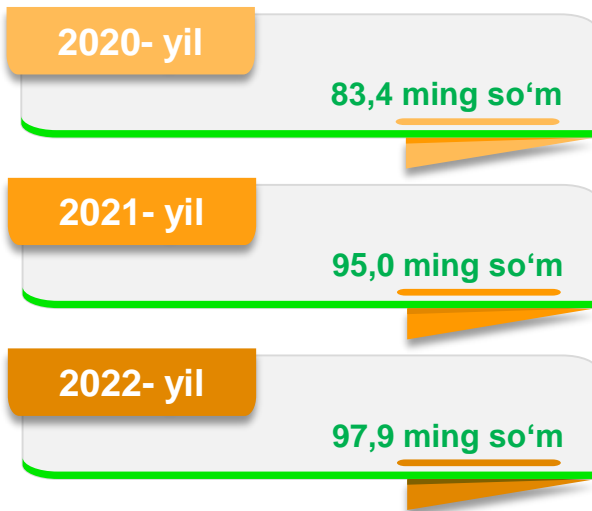 2020- yil
83,4 ming so‘m
2021- yil
95,0 ming so‘m
2022- yil
97,9 ming so‘m